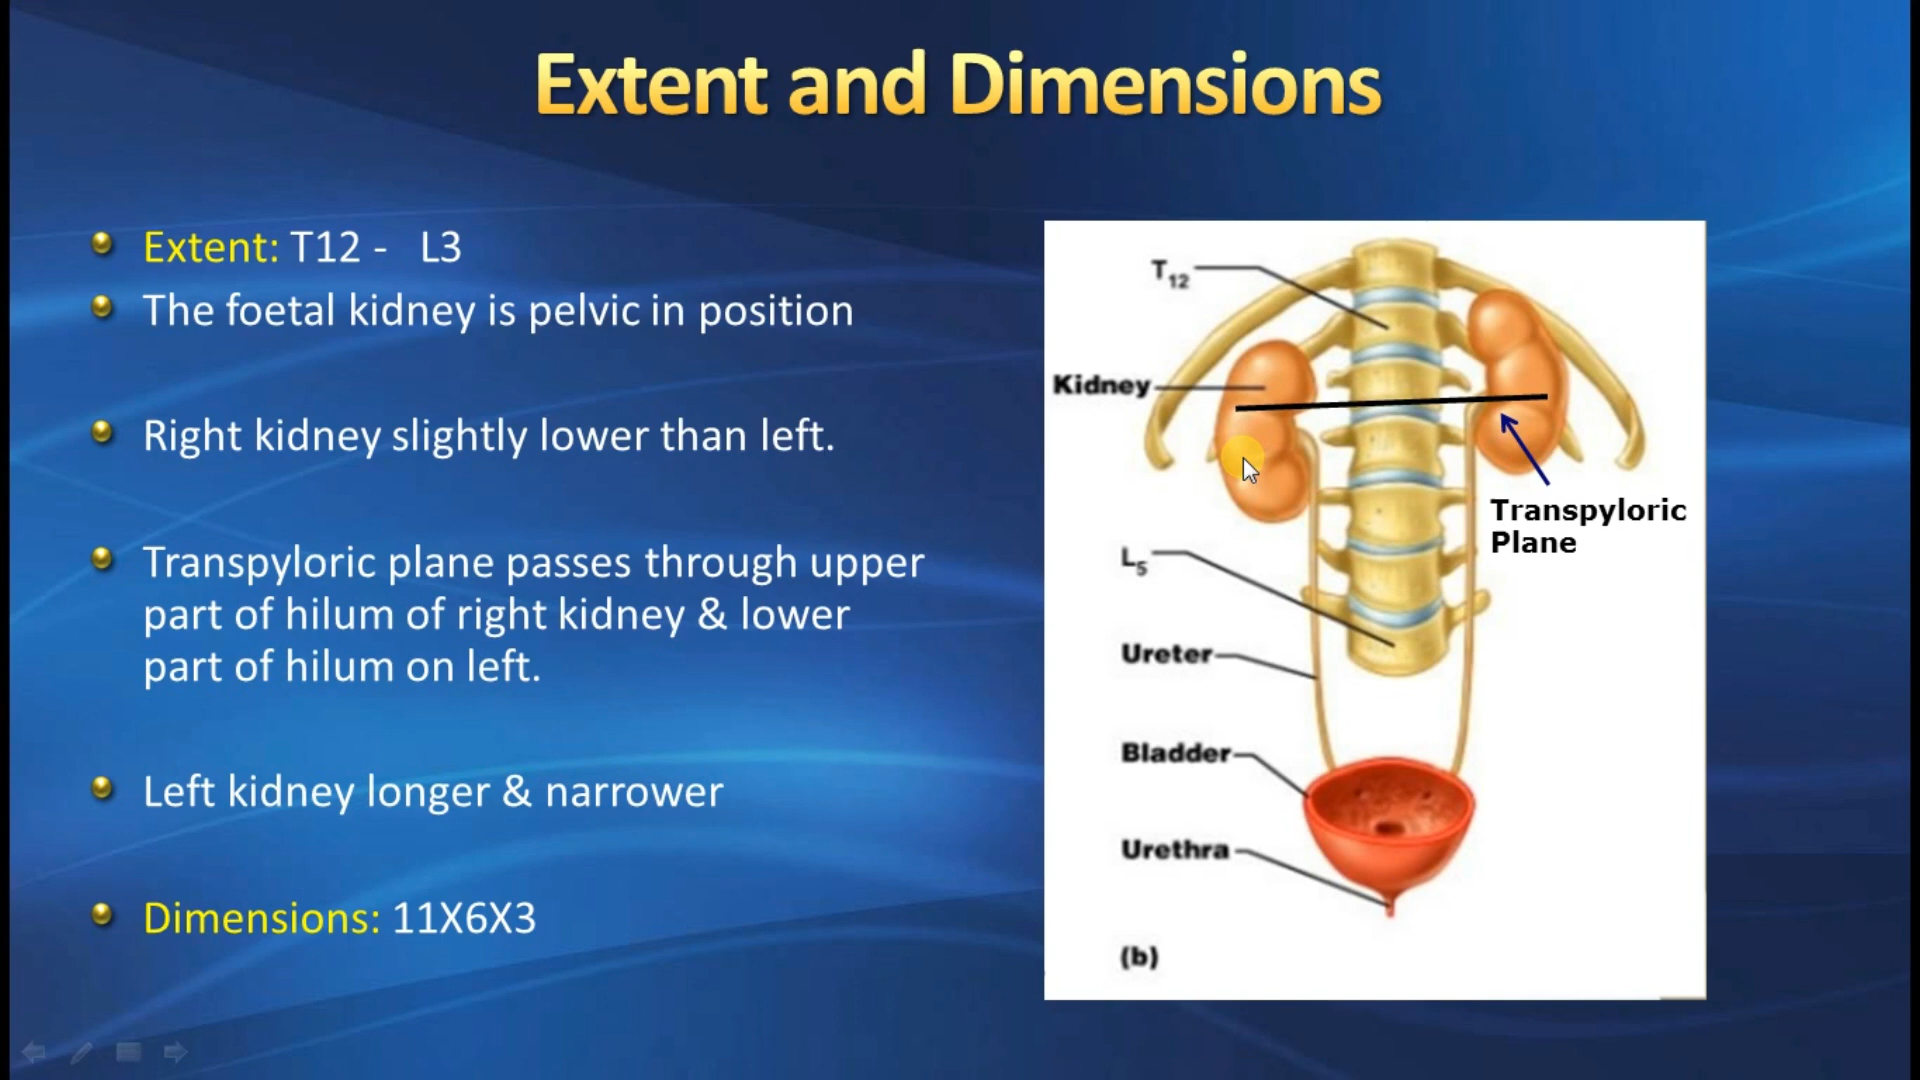 Extent and Dimensions
Extent: T12 - L3
The foetal kidney is pelvic in position
Right kidney slightly lower than left.
Transpyloric plane passes through upper
part of hilum of right kidney & lower
part of hilum on left.
Left kidney longer & narrower
Dimensions: 11X6X3
T12
Kidney
Transpyloric
Plane
L5
Ureter
Bladder
Urethra
(b)